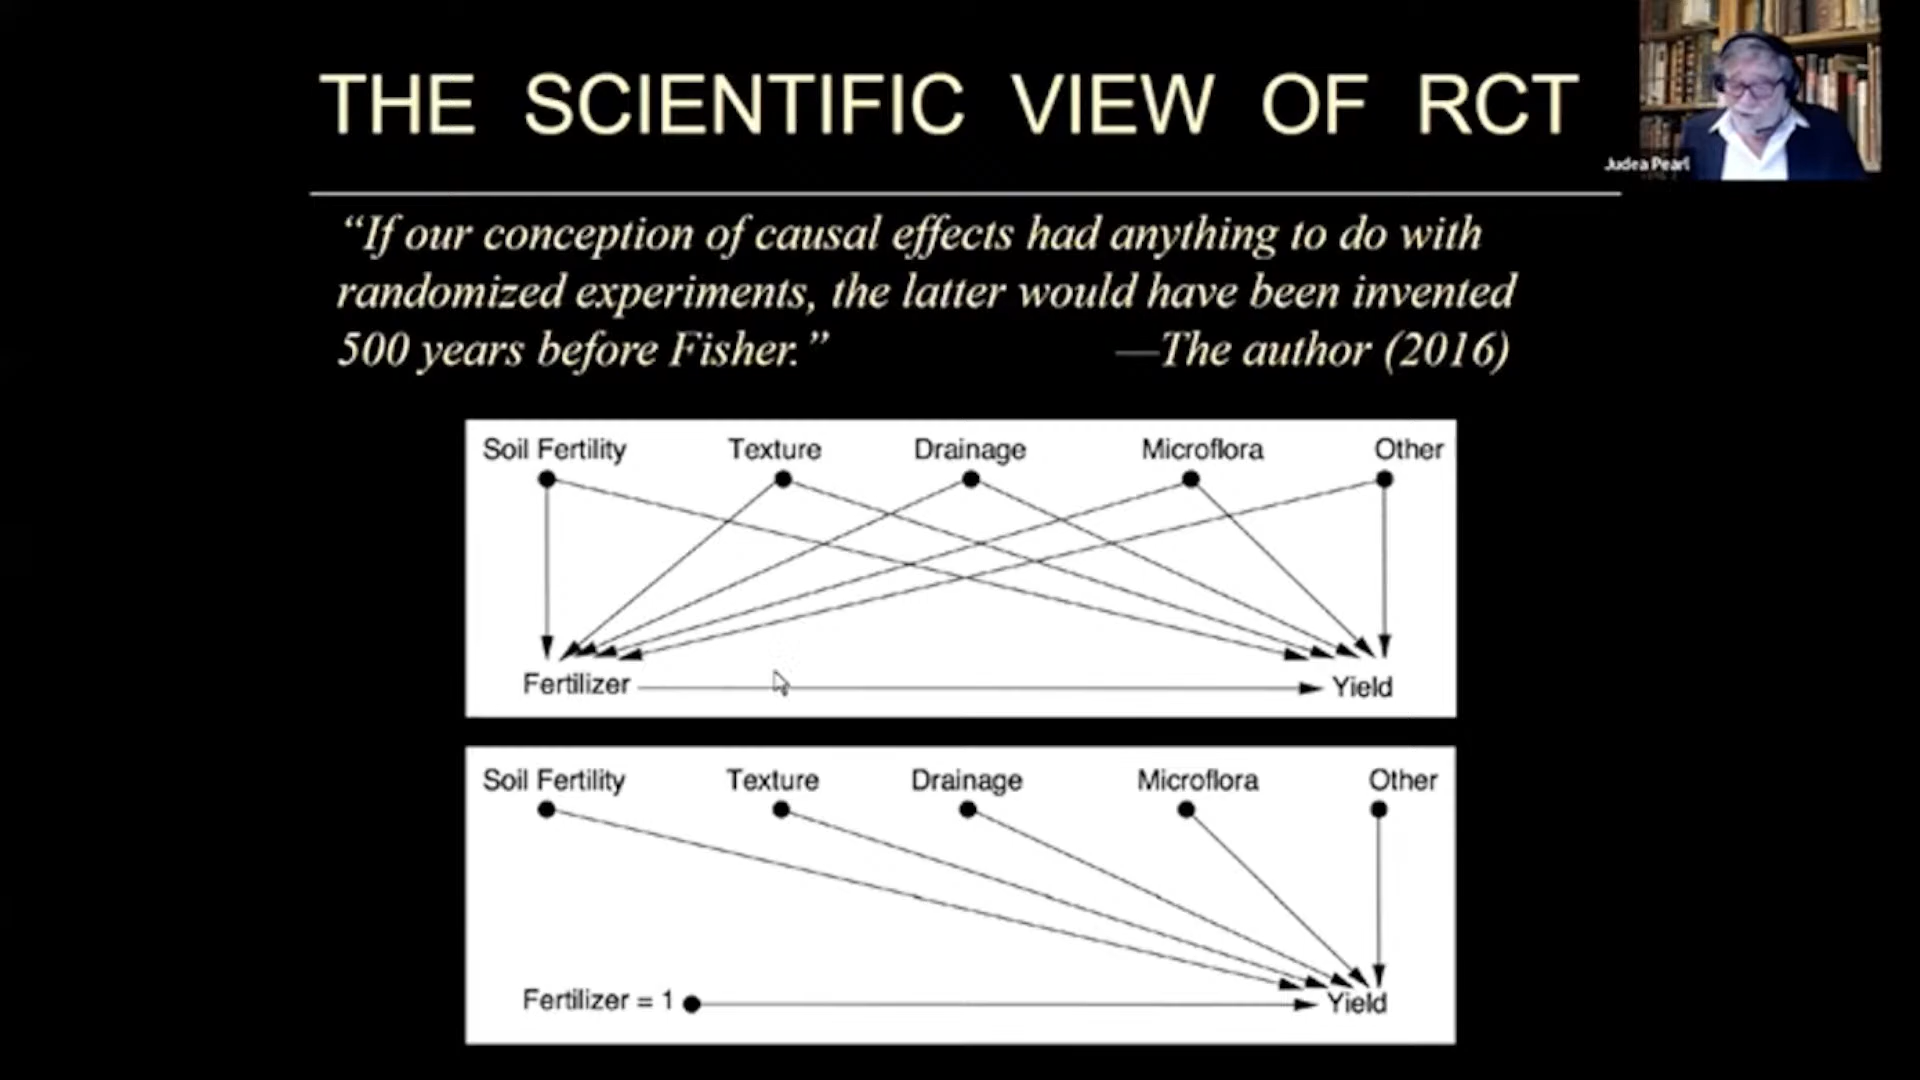 THE SCIENTIFIC VIEW OF RCT
Judea Pearl
“If our conception of causal effects had anything to do with
randomized experiments, the latter would have been invented
500 years before Fisher.” —The author (2016)
Soil Fertility Texture Drainage Microflora Other
Fertilizer Yield
Soil Fertility Texture Drainage Microflora Other
Fertilizer = 1 Yield